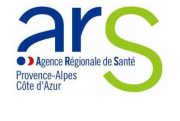 ars
Agence Régionale de Santé
Provence-Alpes
Côte d'Azur